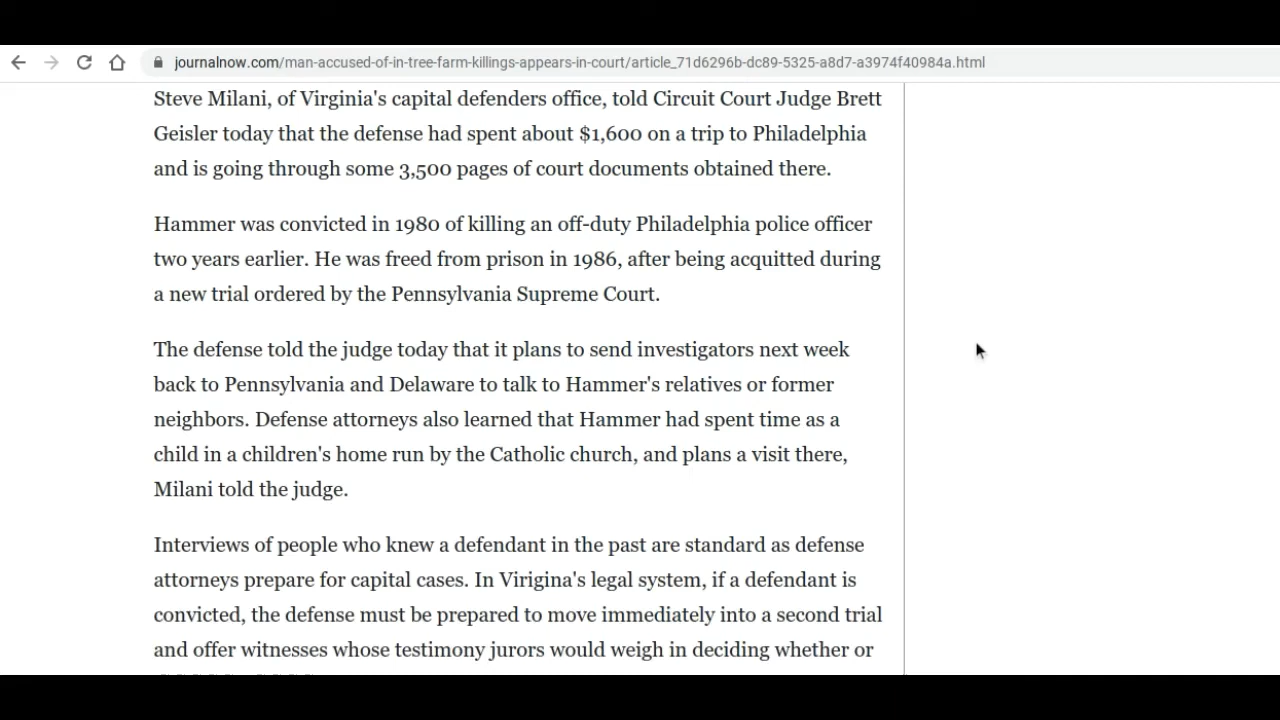 journalnow.com/man-accused-of-in-tree-farm-killings-appears-in-court/article_71d6296b-dc89-5325-a8d7-a3974f40984a.html
Steve Milani, of Virginia's capital defenders office, told Circuit Court Judge Brett
Geisler today that the defense had spent about $1,600 on a trip to Philadelphia
and is going through some 3,500 pages of court documents obtained there.
Hammer was convicted in 1980 of killing an off-duty Philadelphia police officer
two years earlier. He was freed from prison in 1986, after being acquitted during
a new trial ordered by the Pennsylvania Supreme Court.
The defense told the judge today that it plans to send investigators next week
back to Pennsylvania and Delaware to talk to Hammer's relatives or former
neighbors. Defense attorneys also learned that Hammer had spent time as a
child in a children's home run by the Catholic church, and plans a visit there,
Milani told the judge.
Interviews of people who knew a defendant in the past are standard as defense
attorneys prepare for capital cases. In Virigina's legal system, if a defendant is
convicted, the defense must be prepared to move immediately into a second trial
and offer witnesses whose testimony jurors would weigh in deciding whether or